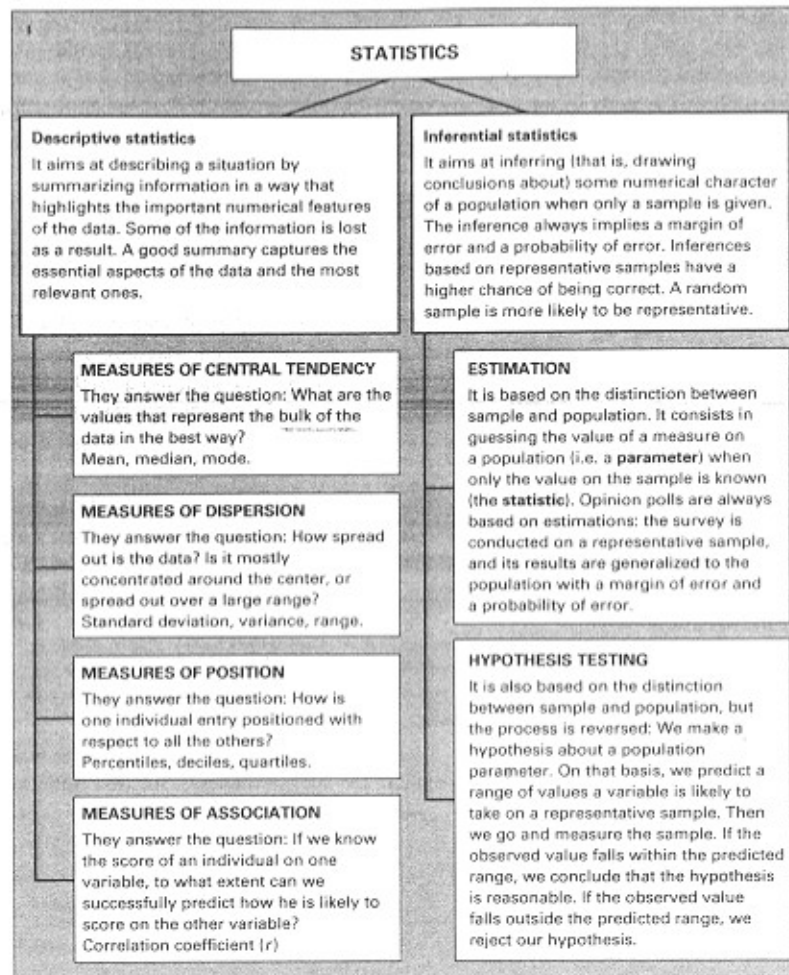 STATISTICS
Descriptive statistics
It aims at describing a situation by
summarizing information in a way that
highlights the important numerical features
of the data. Some of the information is lost
as a result. A good summary captures the
essential aspects of the data and the most
relevant ones.
Inferential statistics
It aims at inferring (that is, drawing
conclusions about) some numerical character
of a population when only a sample is given.
The inference always implies a margin of
error and a probability of error. Inferences
based on representative samples have a
higher chance of being correct. A random
sample is more likely to be representative.
MEASURES OF CENTRAL TENDENCY
They answer the question: What are the
values that represent the bulk of the
data in the best way?
Mean, median, mode.
MEASURES OF DISPERSION
They answer the question: How spread
out is the data? Is it mostly
concentrated around the center, or
spread out over a large range?
Standard deviation, variance, range.
MEASURES OF POSITION
They answer the question: How is
one individual entry positioned with
respect to all the others?
Percentiles, deciles, quartiles.
MEASURES OF ASSOCIATION
They answer the question: If we know
the score of an individual on one
variable, to what extent can we
successfully predict how he is likely to
score on the other variable?
Correlation coefficient (r)
ESTIMATION
It is based on the distinction between
sample and population. It consists in
guessing the value of a measure on
a population (i.e. a parameter) when
only the value on the sample is known
(the statistic). Opinion polls are always
based on estimations: the survey is
conducted on a representative sample,
and its results are generalized to the
population with a margin of error and
a probability of error.
HYPOTHESIS TESTING
It is also based on the distinction
between sample and population, but
the process is reversed: We make a
hypothesis about a population
parameter. On that basis, we predict a
range of values a variable is likely to
take on a representative sample. Then
we go and measure the sample. If the
observed value falls within the predicted
range, we conclude that the hypothesis
is reasonable. If the observed value
falls outside the predicted range, we
reject our hypothesis.